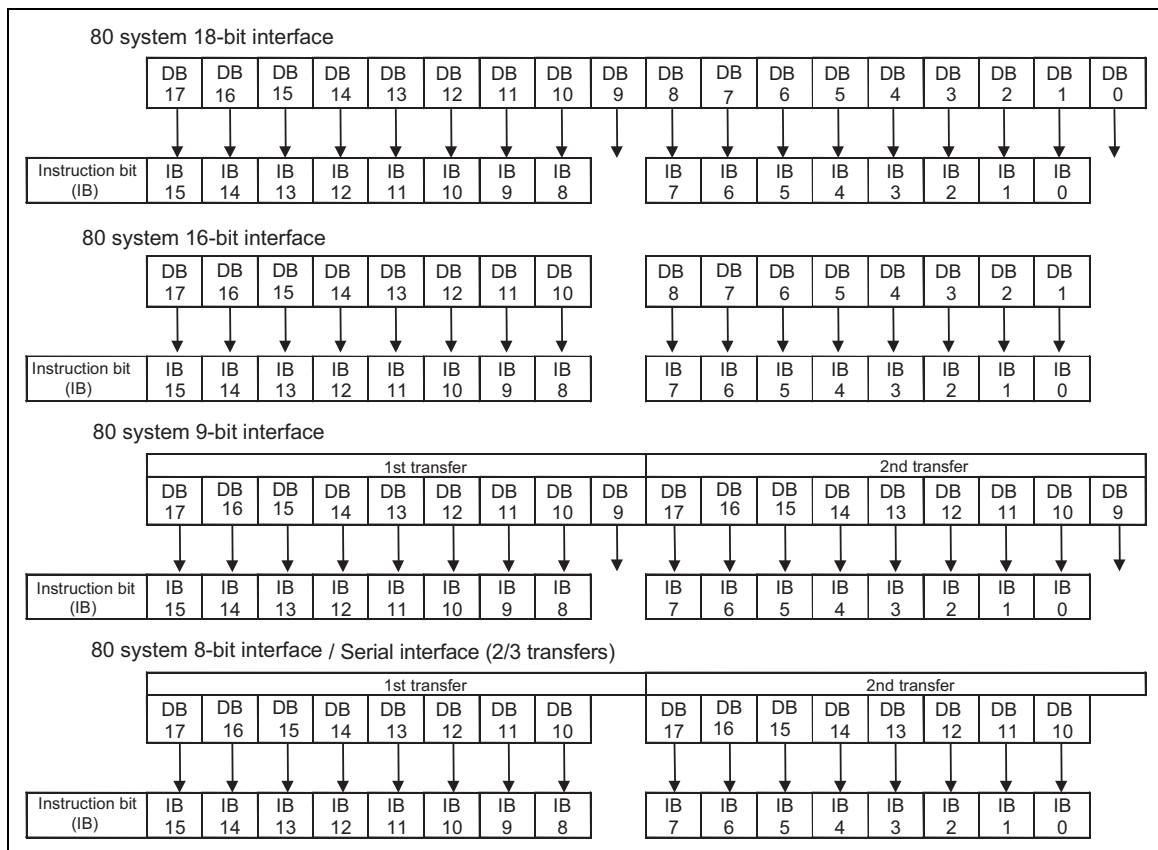 80 system 18-bit interface
DB 17 DB 16 DB 15 DB 14 DB 13 DB 12 DB 11 DB 10 DB 9 DB 8 DB 7 DB 6 DB 5 DB 4 DB 3 DB 2 DB 1 DB 0
Instruction bit (IB) IB 15 IB 14 IB 13 IB 12 IB 11 IB 10 IB 9 IB 8 IB 7 IB 6 IB 5 IB 4 IB 3 IB 2 IB 1 IB 0
80 system 16-bit interface
DB 17 DB 16 DB 15 DB 14 DB 13 DB 12 DB 11 DB 10 DB 8 DB 7 DB 6 DB 5 DB 4 DB 3 DB 2 DB 1
Instruction bit (IB) IB 15 IB 14 IB 13 IB 12 IB 11 IB 10 IB 9 IB 8 IB 7 IB 6 IB 5 IB 4 IB 3 IB 2 IB 1 IB 0
80 system 9-bit interface
1st transfer 2nd transfer
DB 17 DB 16 DB 15 DB 14 DB 13 DB 12 DB 11 DB 10 DB 9 DB 17 DB 16 DB 15 DB 14 DB 13 DB 12 DB 11 DB 10 DB 9
Instruction bit (IB) IB 15 IB 14 IB 13 IB 12 IB 11 IB 10 IB 9 IB 8 IB 7 IB 6 IB 5 IB 4 IB 3 IB 2 IB 1 IB 0
80 system 8-bit interface / Serial interface (2/3 transfers)
1st transfer 2nd transfer
DB 17 DB 16 DB 15 DB 14 DB 13 DB 12 DB 11 DB 10 DB 17 DB 16 DB 15 DB 14 DB 13 DB 12 DB 11 DB 10
Instruction bit (IB) IB 15 IB 14 IB 13 IB 12 IB 11 IB 10 IB 9 IB 8 IB 7 IB 6 IB 5 IB 4 IB 3 IB 2 IB 1 IB 0